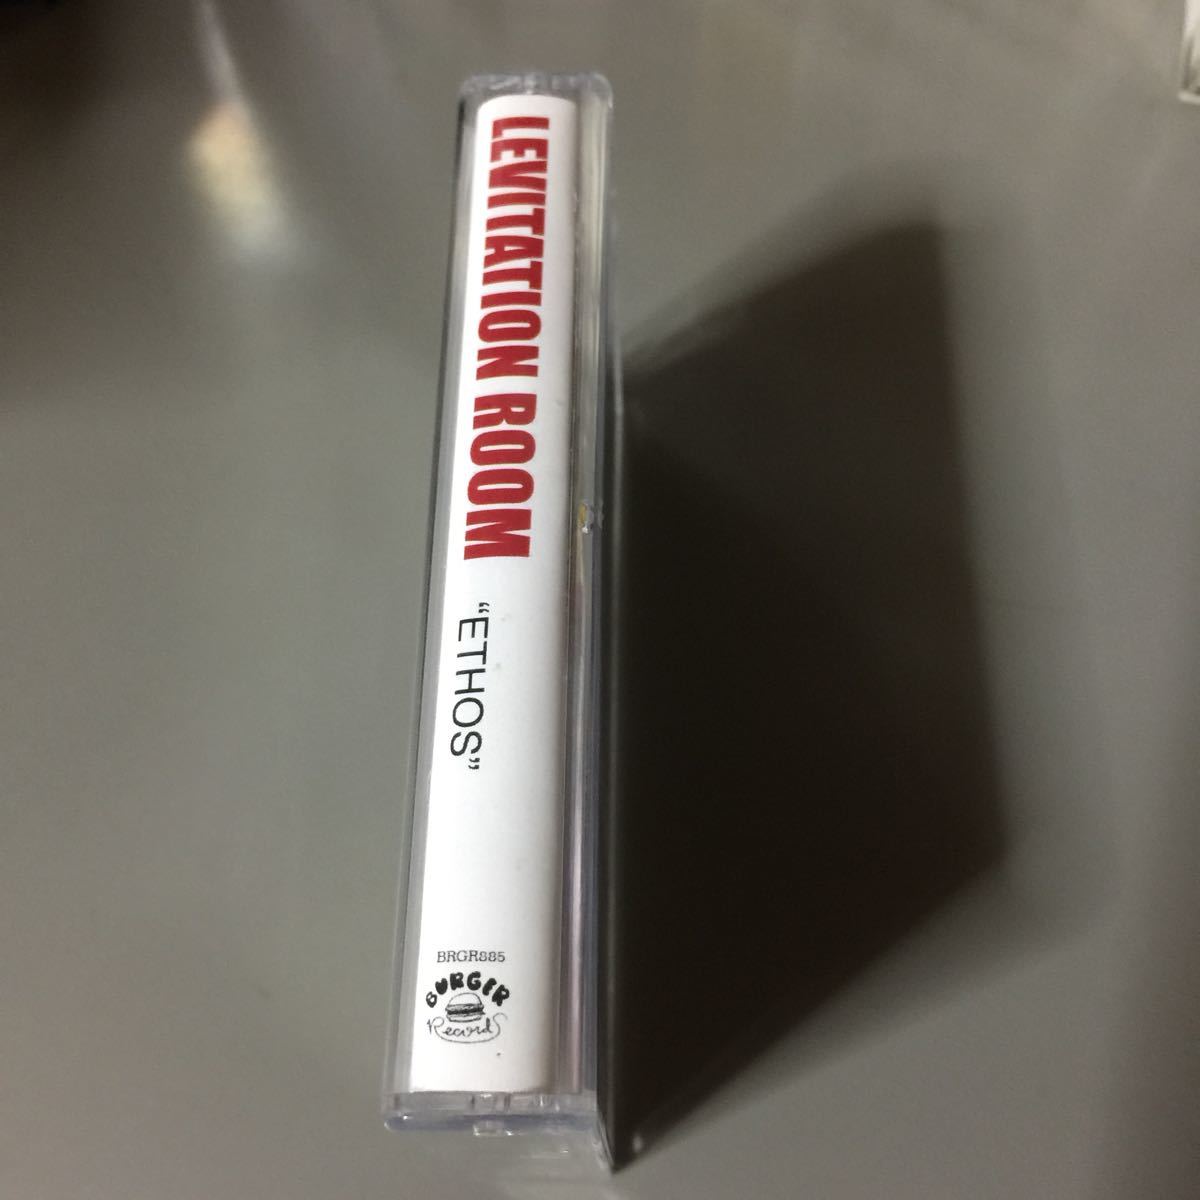 LEVITATION ROOM “ETHOS”
BRGR885
BURGER
Records